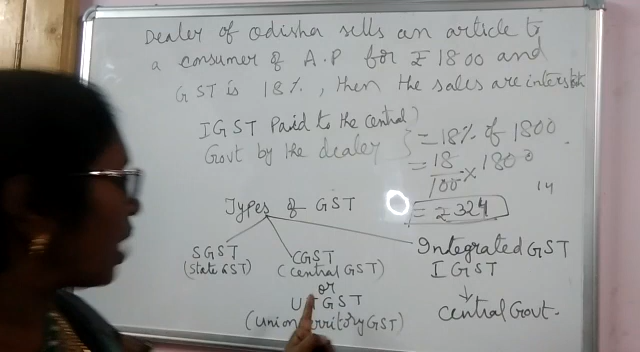 Dealer of Odisha sells an article to
a consumer of A.P for ₹1800 and
GST is 18%, then the sales are interstate
IGST Paid to the central
Govt by the dealer } = 18% of 1800
= 18/100 × 1800
= ₹324
14
Types of GST
SGST
(state GST)
CGST
(central GST)
or
UTGST
(union territory GST)
Integrated GST
IGST
↓
central Govt.